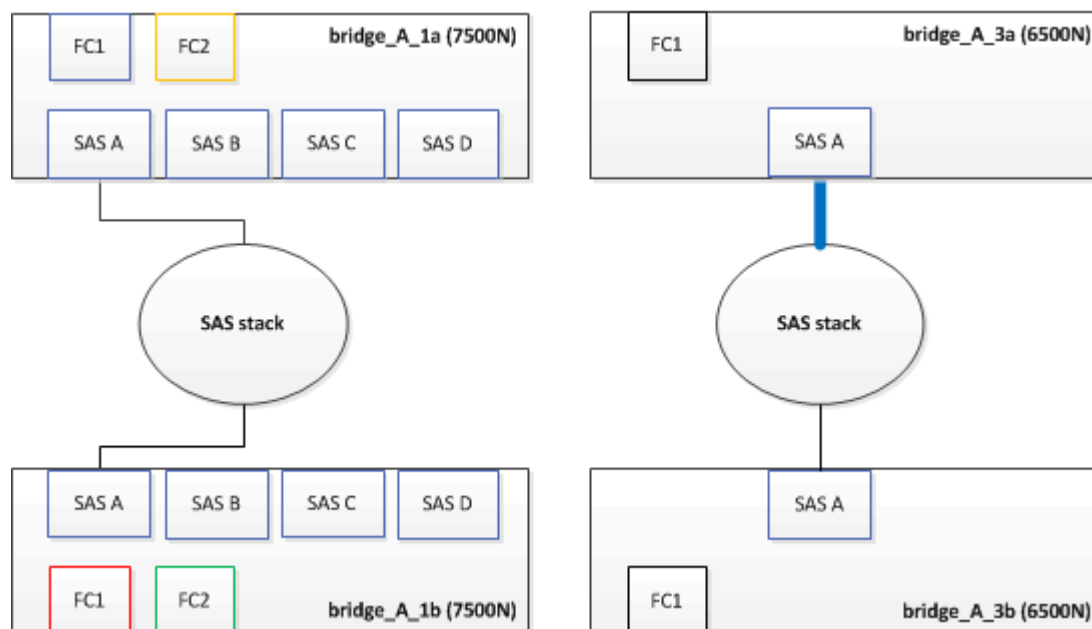 FC1 FC2 bridge_A_1a (7500N)
SAS A SAS B SAS C SAS D
SAS stack
SAS A SAS B SAS C SAS D
FC1 FC2 bridge_A_1b (7500N)
FC1 bridge_A_3a (6500N)
SAS A
SAS stack
SAS A
FC1 bridge_A_3b (6500N)